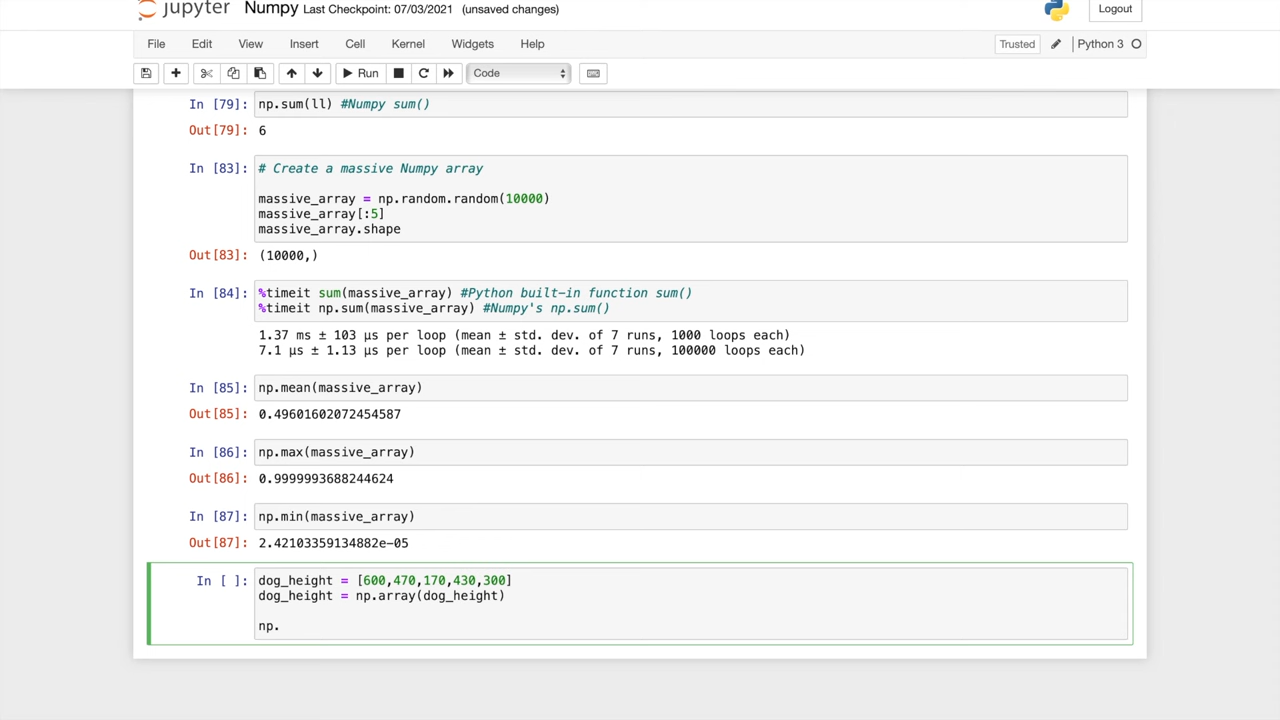 jupyter Numpy Last Checkpoint: 07/03/2021 (unsaved changes) Logout
File Edit View Insert Cell Kernel Widgets Help Trusted Python 3
Run Code
In [79]: np.sum(ll) #Numpy sum()
Out[79]: 6
In [83]: # Create a massive Numpy array
massive_array = np.random.random(10000)
massive_array[:5]
massive_array.shape
Out[83]: (10000,)
In [84]: %timeit sum(massive_array) #Python built-in function sum()
%timeit np.sum(massive_array) #Numpy's np.sum()
1.37 ms ± 103 µs per loop (mean ± std. dev. of 7 runs, 1000 loops each)
7.1 µs ± 1.13 µs per loop (mean ± std. dev. of 7 runs, 100000 loops each)
In [85]: np.mean(massive_array)
Out[85]: 0.49601602072454587
In [86]: np.max(massive_array)
Out[86]: 0.9999993688244624
In [87]: np.min(massive_array)
Out[87]: 2.42103359134882e-05
In [ ]: dog_height = [600,470,170,430,300]
dog_height = np.array(dog_height)
np.